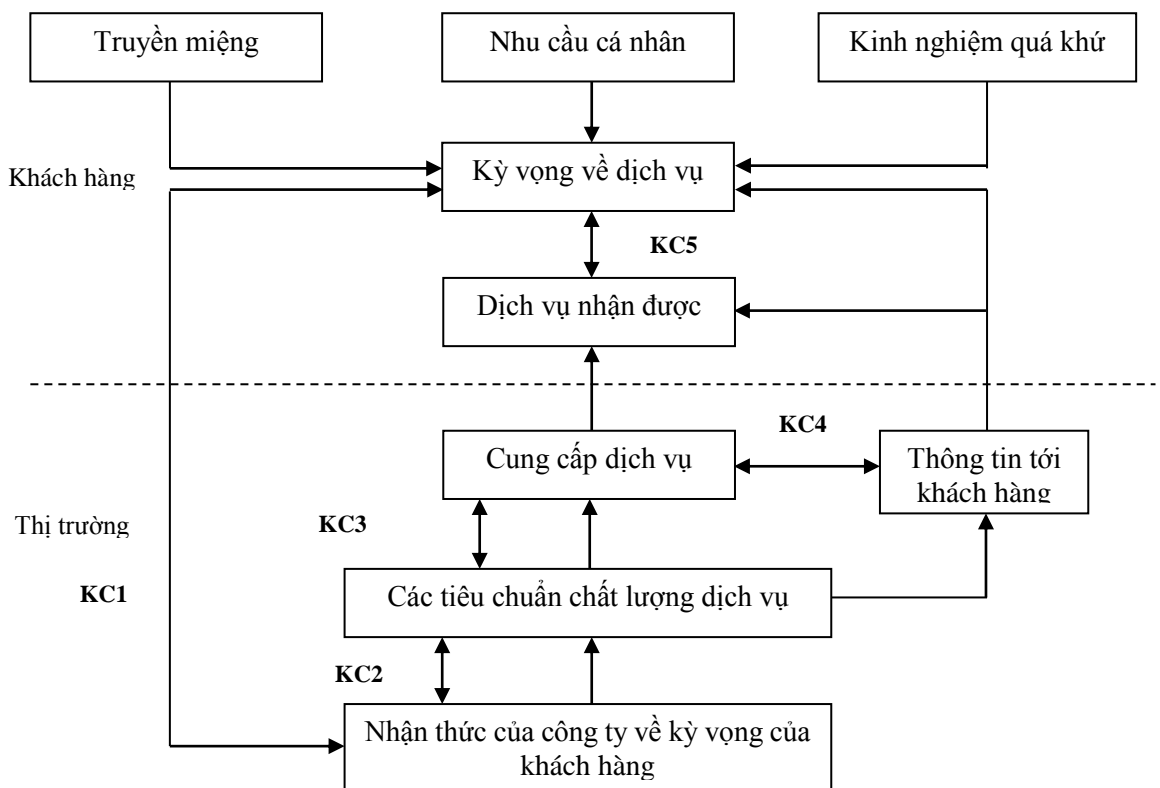 Truyền miệng
Nhu cầu cá nhân
Kinh nghiệm quá khứ
Khách hàng
Kỳ vọng về dịch vụ
KC5
Dịch vụ nhận được
KC4
Cung cấp dịch vụ
Thông tin tới
khách hàng
Thị trường
KC3
KC1
Các tiêu chuẩn chất lượng dịch vụ
KC2
Nhận thức của công ty về kỳ vọng của
khách hàng